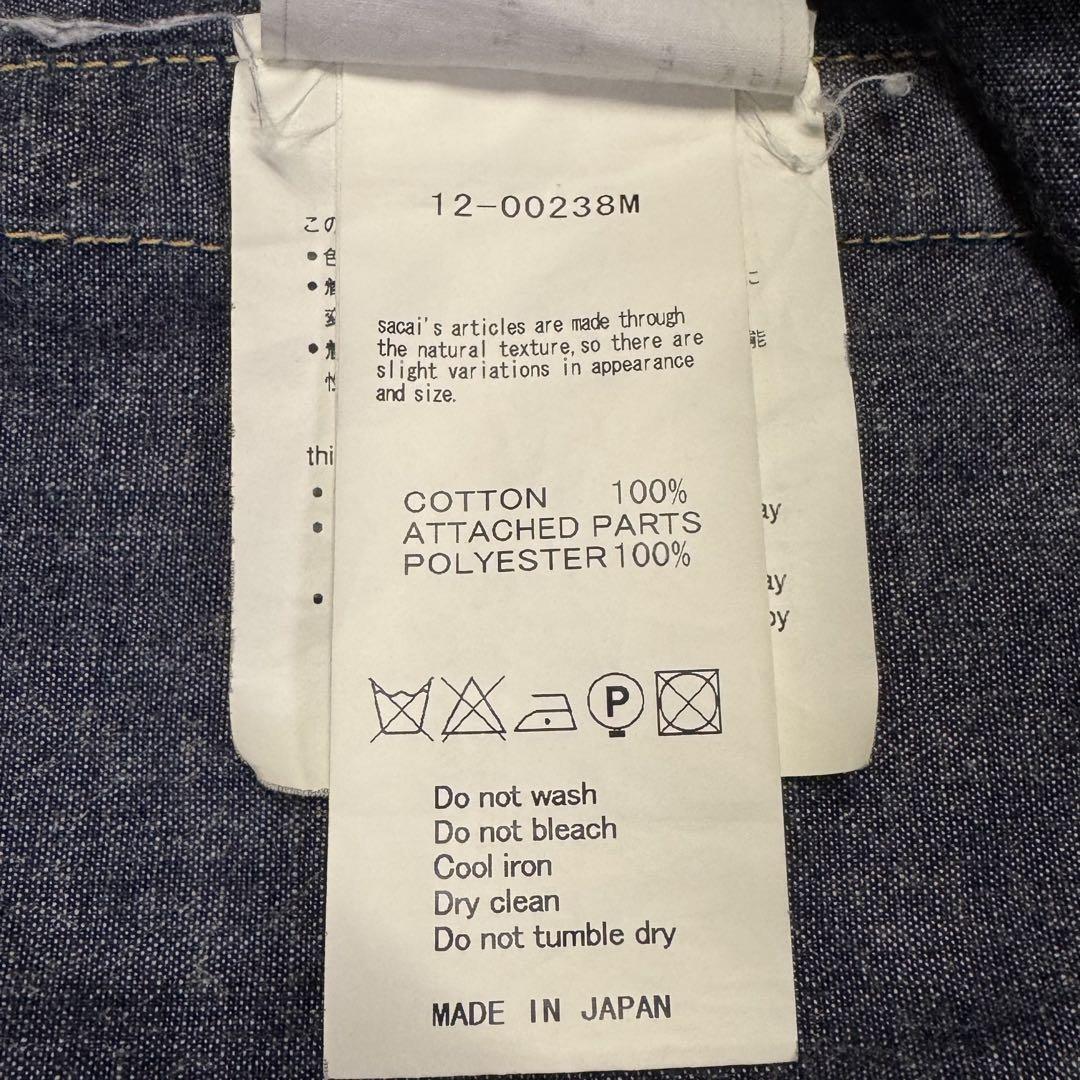 12-00238M
sacai's articles are made through
the natural texture,so there are
slight variations in appearance
and size.
COTTON 100%
ATTACHED PARTS
POLYESTER 100%
P
Do not wash
Do not bleach
Cool iron
Dry clean
Do not tumble dry
MADE IN JAPAN
この
•色
•
•
性
能
thi
ay
ay
by